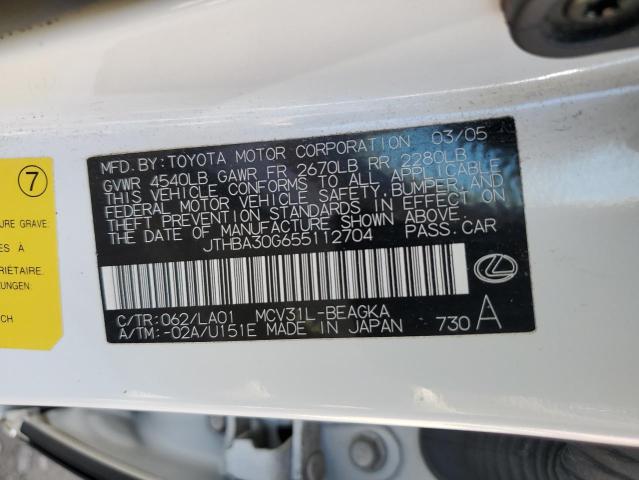 7
URE GRAVE.
À
RIÉTAIRE.
NS.
CH
MFD. BY: TOYOTA MOTOR CORPORATION 03/05
GVWR 4540LB GAWR FR 2670LB RR 2280LB
THIS VEHICLE CONFORMS TO ALL APPLICABLE
FEDERAL MOTOR VEHICLE SAFETY, BUMPER, AND
THEFT PREVENTION STANDARDS IN EFFECT ON
THE DATE OF MANUFACTURE SHOWN ABOVE.
JTHBA30G655112704 PASS. CAR
C/TR: 062/LA01 MCV31L-BEAGKA
A/TM: -02A/U151E MADE IN JAPAN 730 A